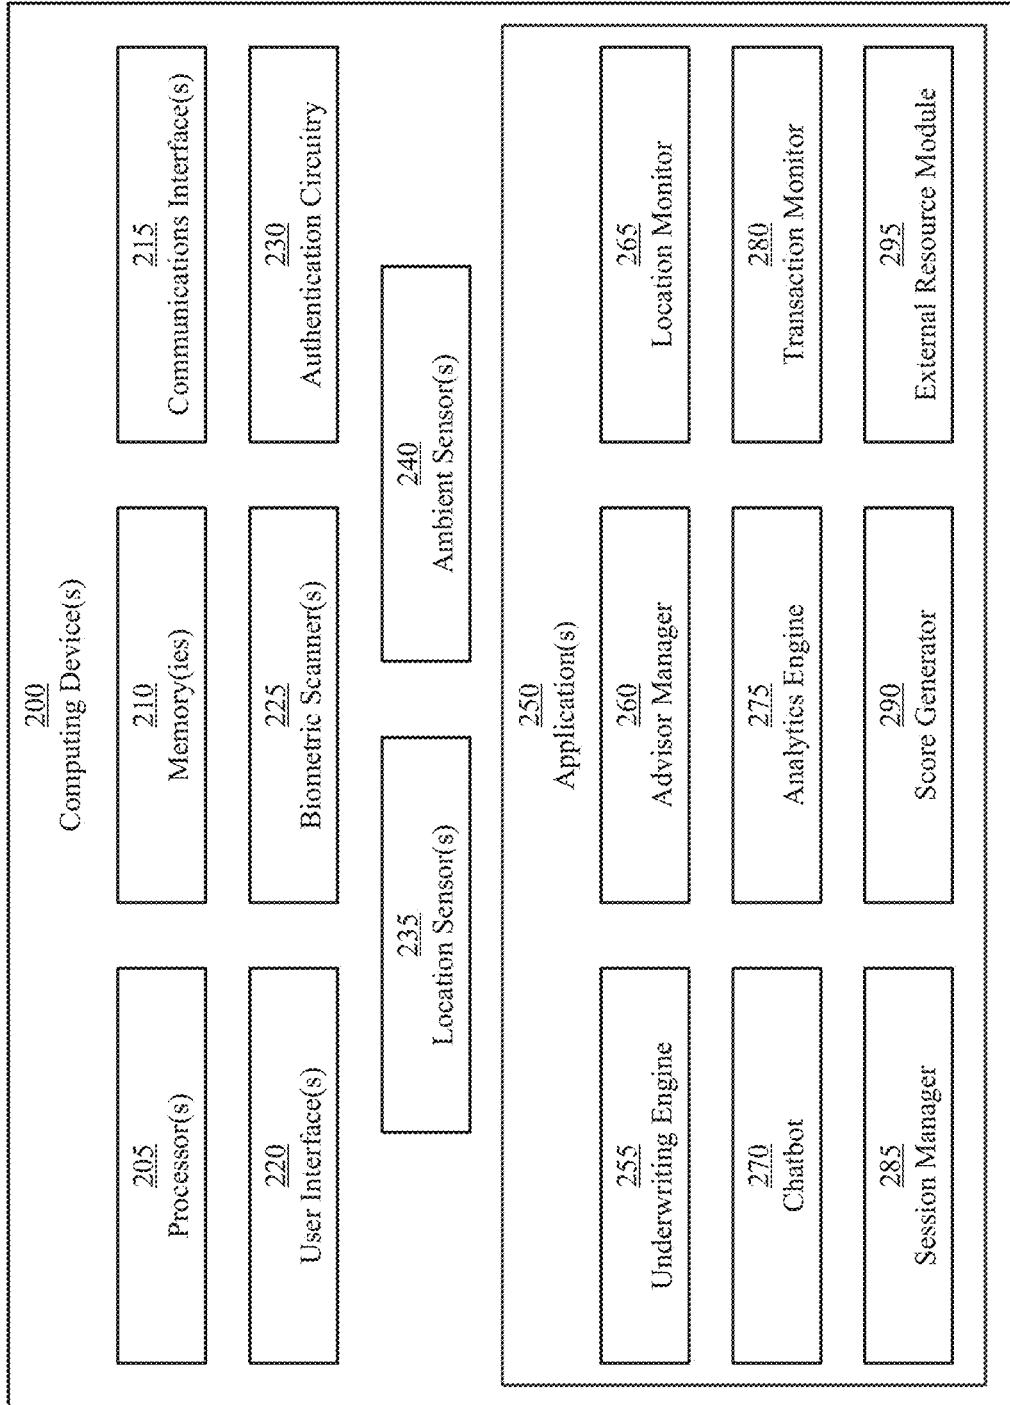 200
Computing Device(s)
205
Processor(s)
210
Memory(ies)
215
Communications Interface(s)
220
User Interface(s)
225
Biometric Scanner(s)
230
Authentication Circuitry
235
Location Sensor(s)
240
Ambient Sensor(s)
250
Application(s)
255
Underwriting Engine
260
Advisor Manager
265
Location Monitor
270
Chatbot
275
Analytics Engine
280
Transaction Monitor
285
Session Manager
290
Score Generator
295
External Resource Module